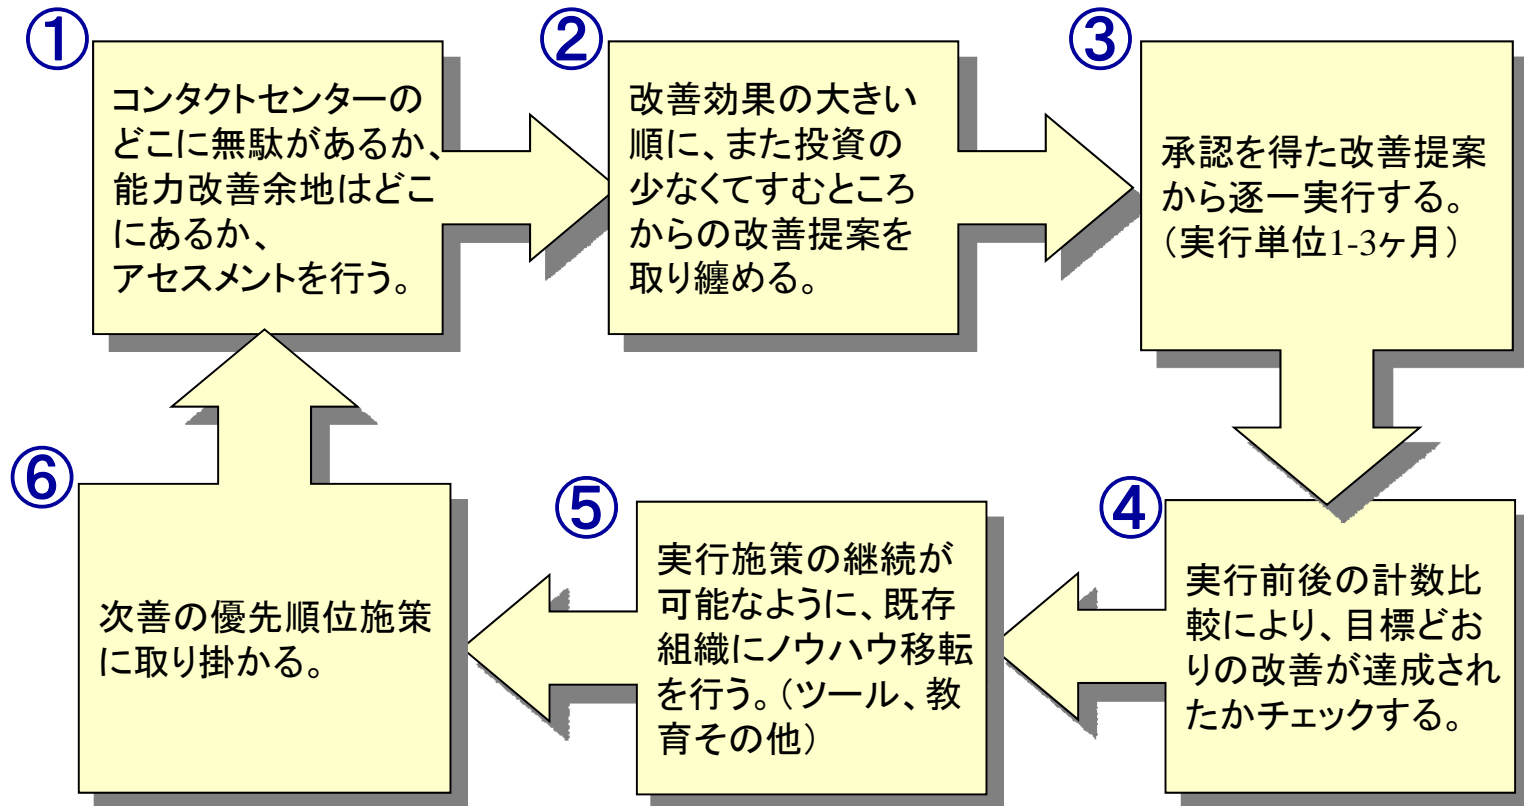 ①
コンタクトセンターの
どこに無駄があるか、
能力改善余地はどこ
にあるか、
アセスメントを行う。
②
改善効果の大きい
順に、また投資の
少なくてすむところ
からの改善提案を
取り纏める。
③
承認を得た改善提案
から逐一実行する。
（実行単位1-3ヶ月）
④
実行前後の計数比
較により、目標どお
りの改善が達成され
たかチェックする。
⑤
実行施策の継続が
可能なように、既存
組織にノウハウ移転
を行う。（ツール、教
育その他）
⑥
次善の優先順位施策
に取り掛かる。